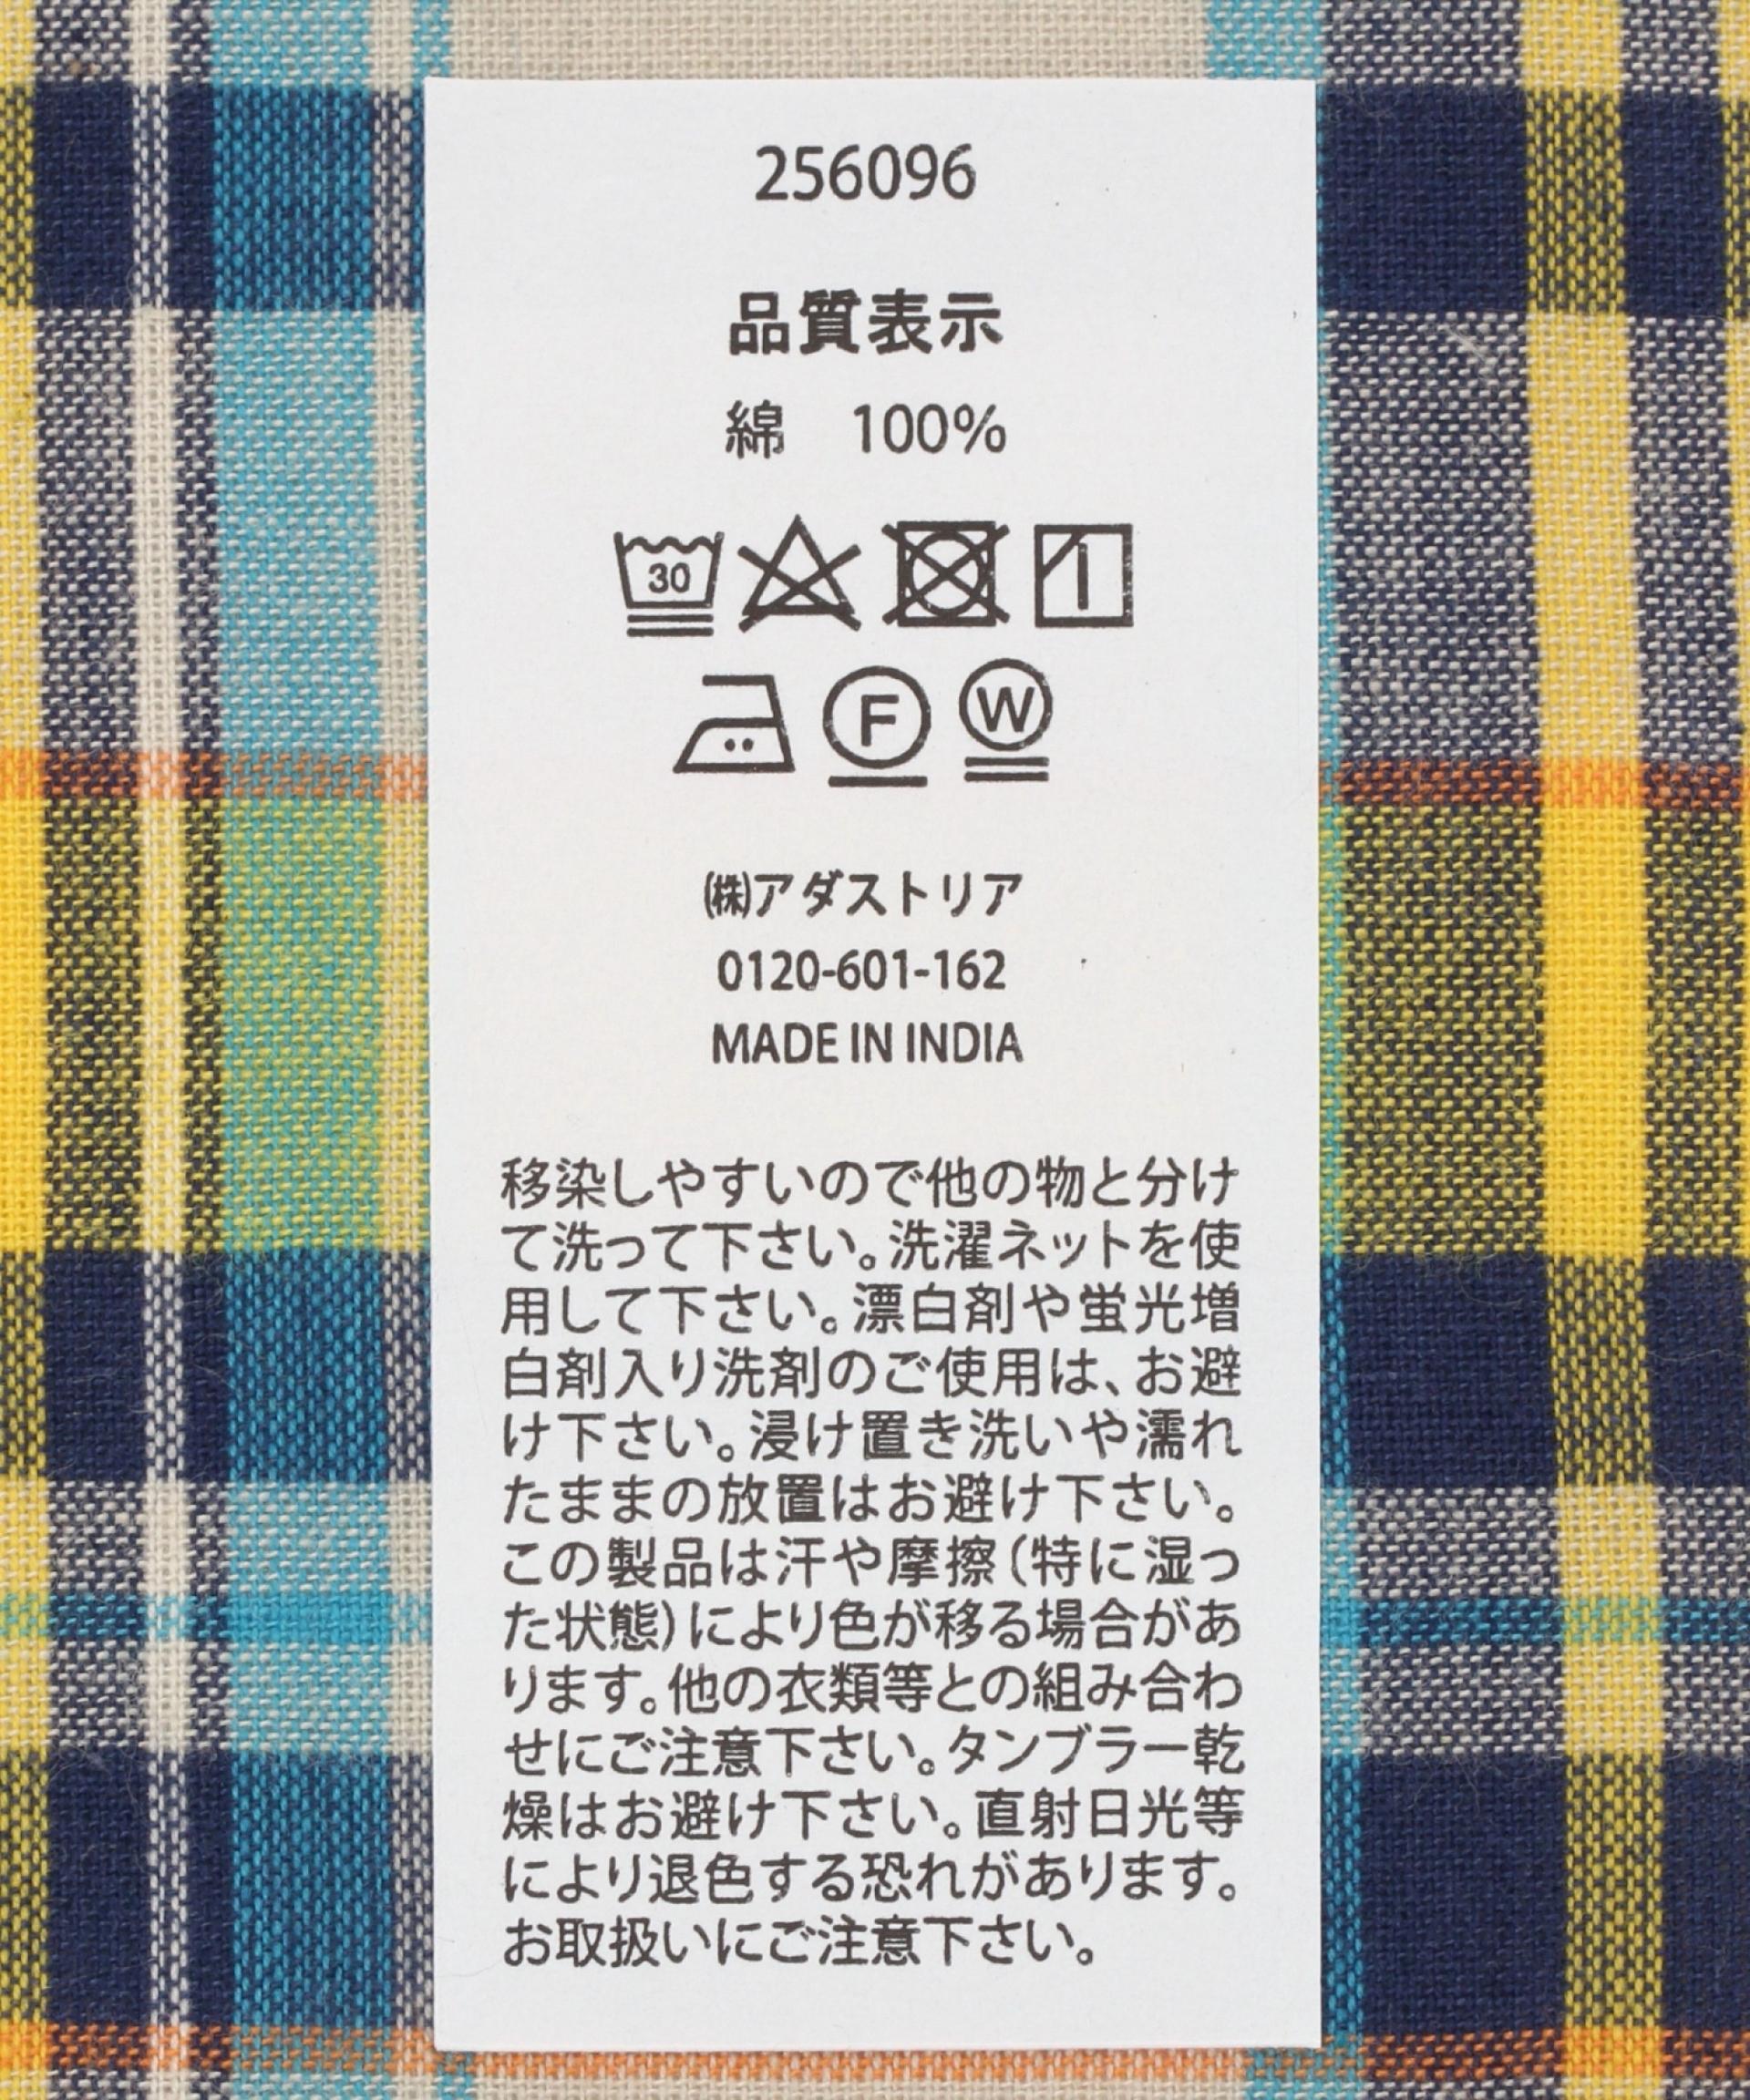 256096
品質表示
綿　100%
30
F W
㈱アダストリア
0120-601-162
MADE IN INDIA
移染しやすいので他の物と分け
て洗って下さい。洗濯ネットを使
用して下さい。漂白剤や蛍光増
白剤入り洗剤のご使用は、お避
け下さい。浸け置き洗いや濡れ
たままの放置はお避け下さい。
この製品は汗や摩擦(特に湿っ
た状態)により色が移る場合があ
ります。他の衣類等との組み合わ
せにご注意下さい。タンブラー乾
燥はお避け下さい。直射日光等
により退色する恐れがあります。
お取扱いにご注意下さい。